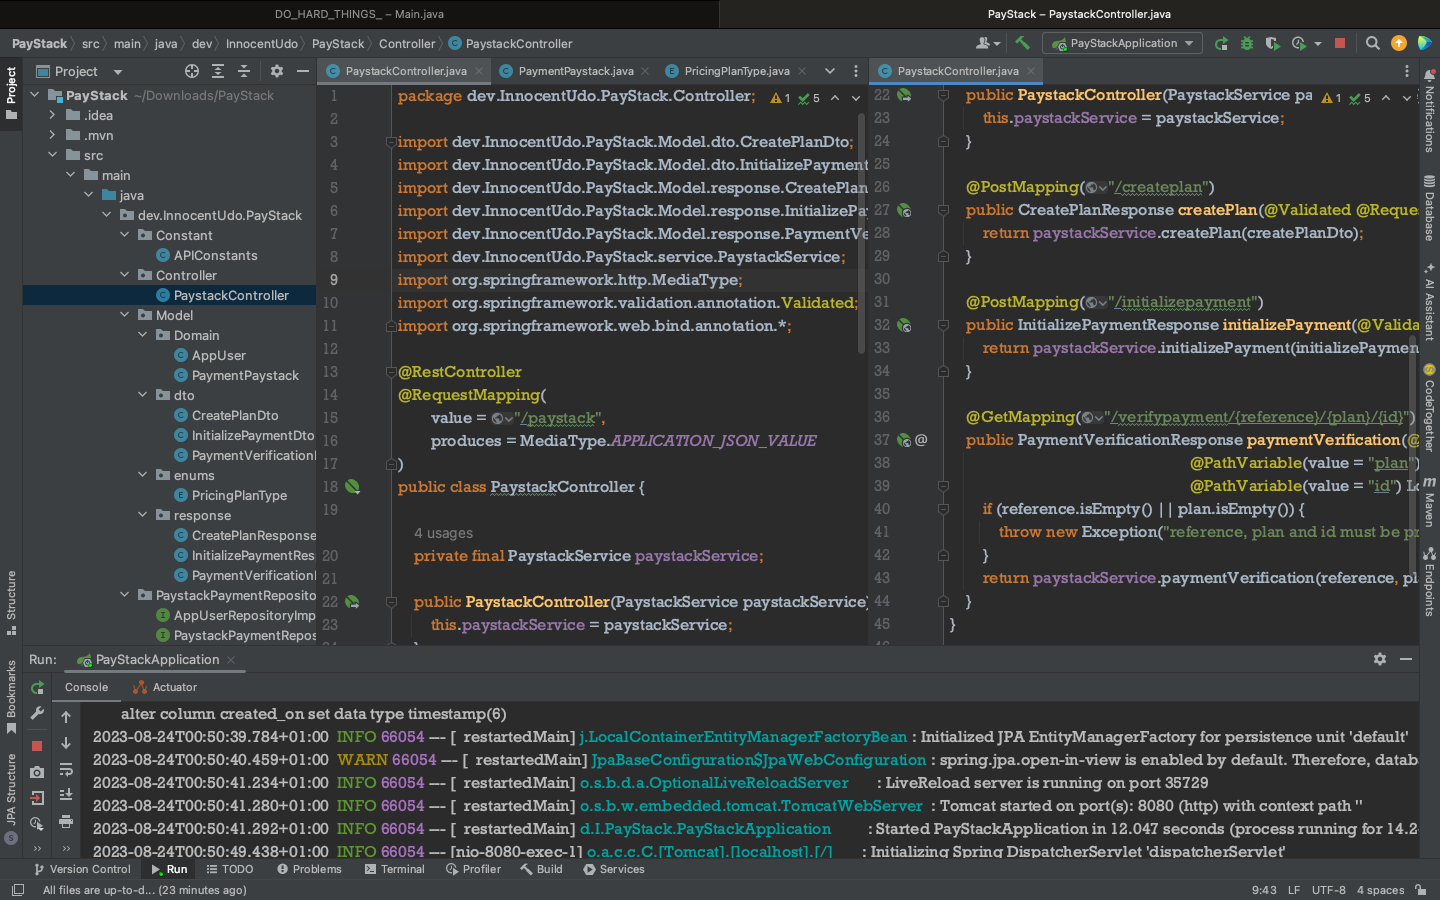 DO_HARD_THINGS_ – Main.java
PayStack – PaystackController.java
PayStack src main java dev InnocentUdo PayStack Controller PaystackController
PayStackApplication
Project
PaystackController.java
PaymentPaystack.java
PricingPlanType.java
PaystackController.java
Project
Structure
Bookmarks
JPA Structure
PayStack ~/Downloads/PayStack
.idea
.mvn
src
main
java
dev.InnocentUdo.PayStack
Constant
APIConstants
Controller
PaystackController
Model
Domain
AppUser
PaymentPaystack
dto
CreatePlanDto
InitializePaymentDto
PaymentVerification
enums
PricingPlanType
response
CreatePlanResponse
InitializePaymentRes
PaymentVerification
PaystackPaymentReposito
AppUserRepositoryImp
PaystackPaymentRepos
1 package dev.InnocentUdo.PayStack.Controller; 1 5
2
3 import dev.InnocentUdo.PayStack.Model.dto.CreatePlanDto;
4 import dev.InnocentUdo.PayStack.Model.dto.InitializePayment
5 import dev.InnocentUdo.PayStack.Model.response.CreatePlan
6 import dev.InnocentUdo.PayStack.Model.response.InitializePa
7 import dev.InnocentUdo.PayStack.Model.response.PaymentVe
8 import dev.InnocentUdo.PayStack.service.PaystackService;
9 import org.springframework.http.MediaType;
10 import org.springframework.validation.annotation.Validated;
11 import org.springframework.web.bind.annotation.*;
12
13 @RestController
14 @RequestMapping(
15 value = "/paystack",
16 produces = MediaType.APPLICATION_JSON_VALUE
17 )
18 public class PaystackController {
19
4 usages
20 private final PaystackService paystackService;
21
22 public PaystackController(PaystackService paystackService)
23 this.paystackService = paystackService;
22 public PaystackController(PaystackService pa 1 5
23 this.paystackService = paystackService;
24 }
25
26 @PostMapping("/createplan")
27 public CreatePlanResponse createPlan(@Validated @Reque
28 return paystackService.createPlan(createPlanDto);
29 }
30
31 @PostMapping("/initializepayment")
32 public InitializePaymentResponse initializePayment(@Valida
33 return paystackService.initializePayment(initializePaymen
34 }
35
36 @GetMapping("/verifypayment/{reference}/{plan}/{id}")
37 @ public PaymentVerificationResponse paymentVerification(@
38 @PathVariable(value = "plan")
39 @PathVariable(value = "id") Lo
40 if (reference.isEmpty() || plan.isEmpty()) {
41 throw new Exception("reference, plan and id must be pr
42 }
43 return paystackService.paymentVerification(reference, pl
44 }
45 }
Notifications
Database
AI Assistant
CodeTogether
Maven
Endpoints
Run: PayStackApplication
Console Actuator
alter column created_on set data type timestamp(6)
2023-08-24T00:50:39.784+01:00 INFO 66054 --- [ restartedMain] j.LocalContainerEntityManagerFactoryBean : Initialized JPA EntityManagerFactory for persistence unit 'default'
2023-08-24T00:50:40.459+01:00 WARN 66054 --- [ restartedMain] JpaBaseConfiguration$JpaWebConfiguration : spring.jpa.open-in-view is enabled by default. Therefore, datab
2023-08-24T00:50:41.234+01:00 INFO 66054 --- [ restartedMain] o.s.b.d.a.OptionalLiveReloadServer : LiveReload server is running on port 35729
2023-08-24T00:50:41.280+01:00 INFO 66054 --- [ restartedMain] o.s.b.w.embedded.tomcat.TomcatWebServer : Tomcat started on port(s): 8080 (http) with context path ''
2023-08-24T00:50:41.292+01:00 INFO 66054 --- [ restartedMain] d.I.PayStack.PayStackApplication : Started PayStackApplication in 12.047 seconds (process running for 14.2
2023-08-24T00:50:49.438+01:00 INFO 66054 --- [nio-8080-exec-1] o.a.c.c.C.[Tomcat].[localhost].[/] : Initializing Spring DispatcherServlet 'dispatcherServlet'
Version Control Run TODO Problems Terminal Profiler Build Services
All files are up-to-d... (23 minutes ago)
9:43 LF UTF-8 4 spaces